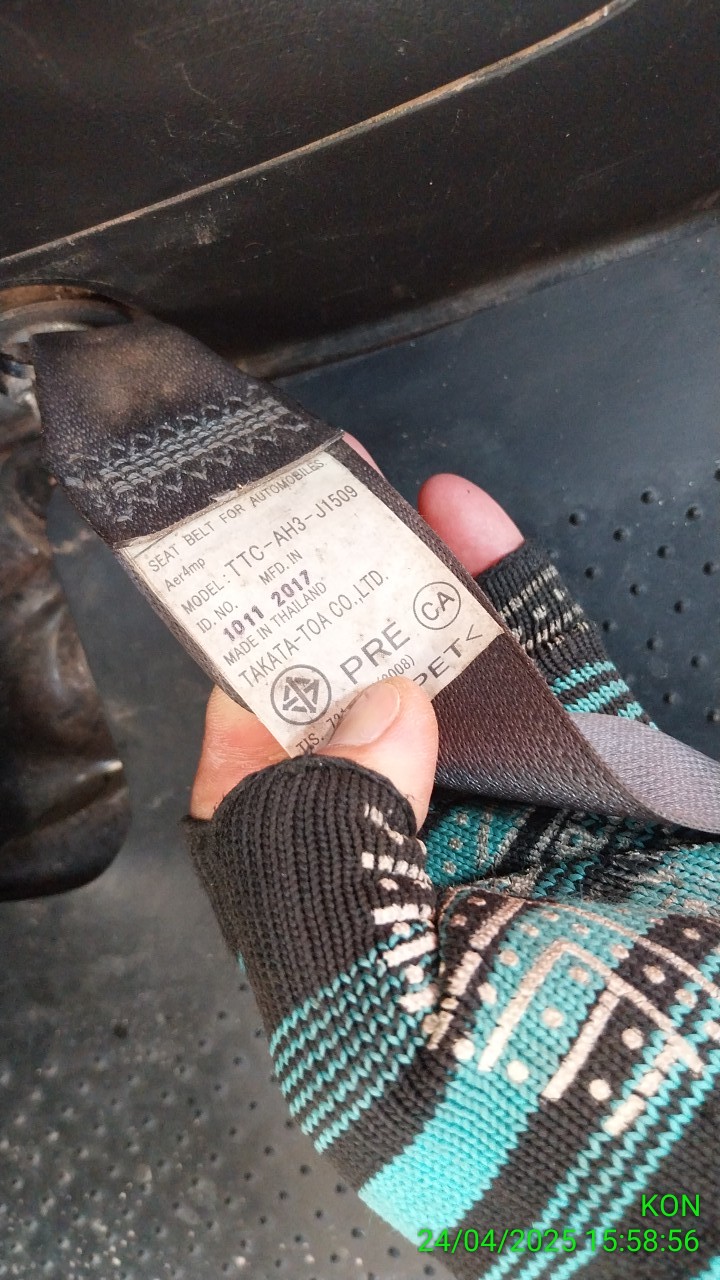 SEAT BELT FOR AUTOMOBILES
Aer4mp
MODEL: TTC-AH3-J1509
ID. NO. MFD. IN
1011 2017
MADE IN THAILAND
TAKATA-TOA CO.,LTD.
PRE CA
TIS.
PET<
KON
24/04/2025 15:58:56